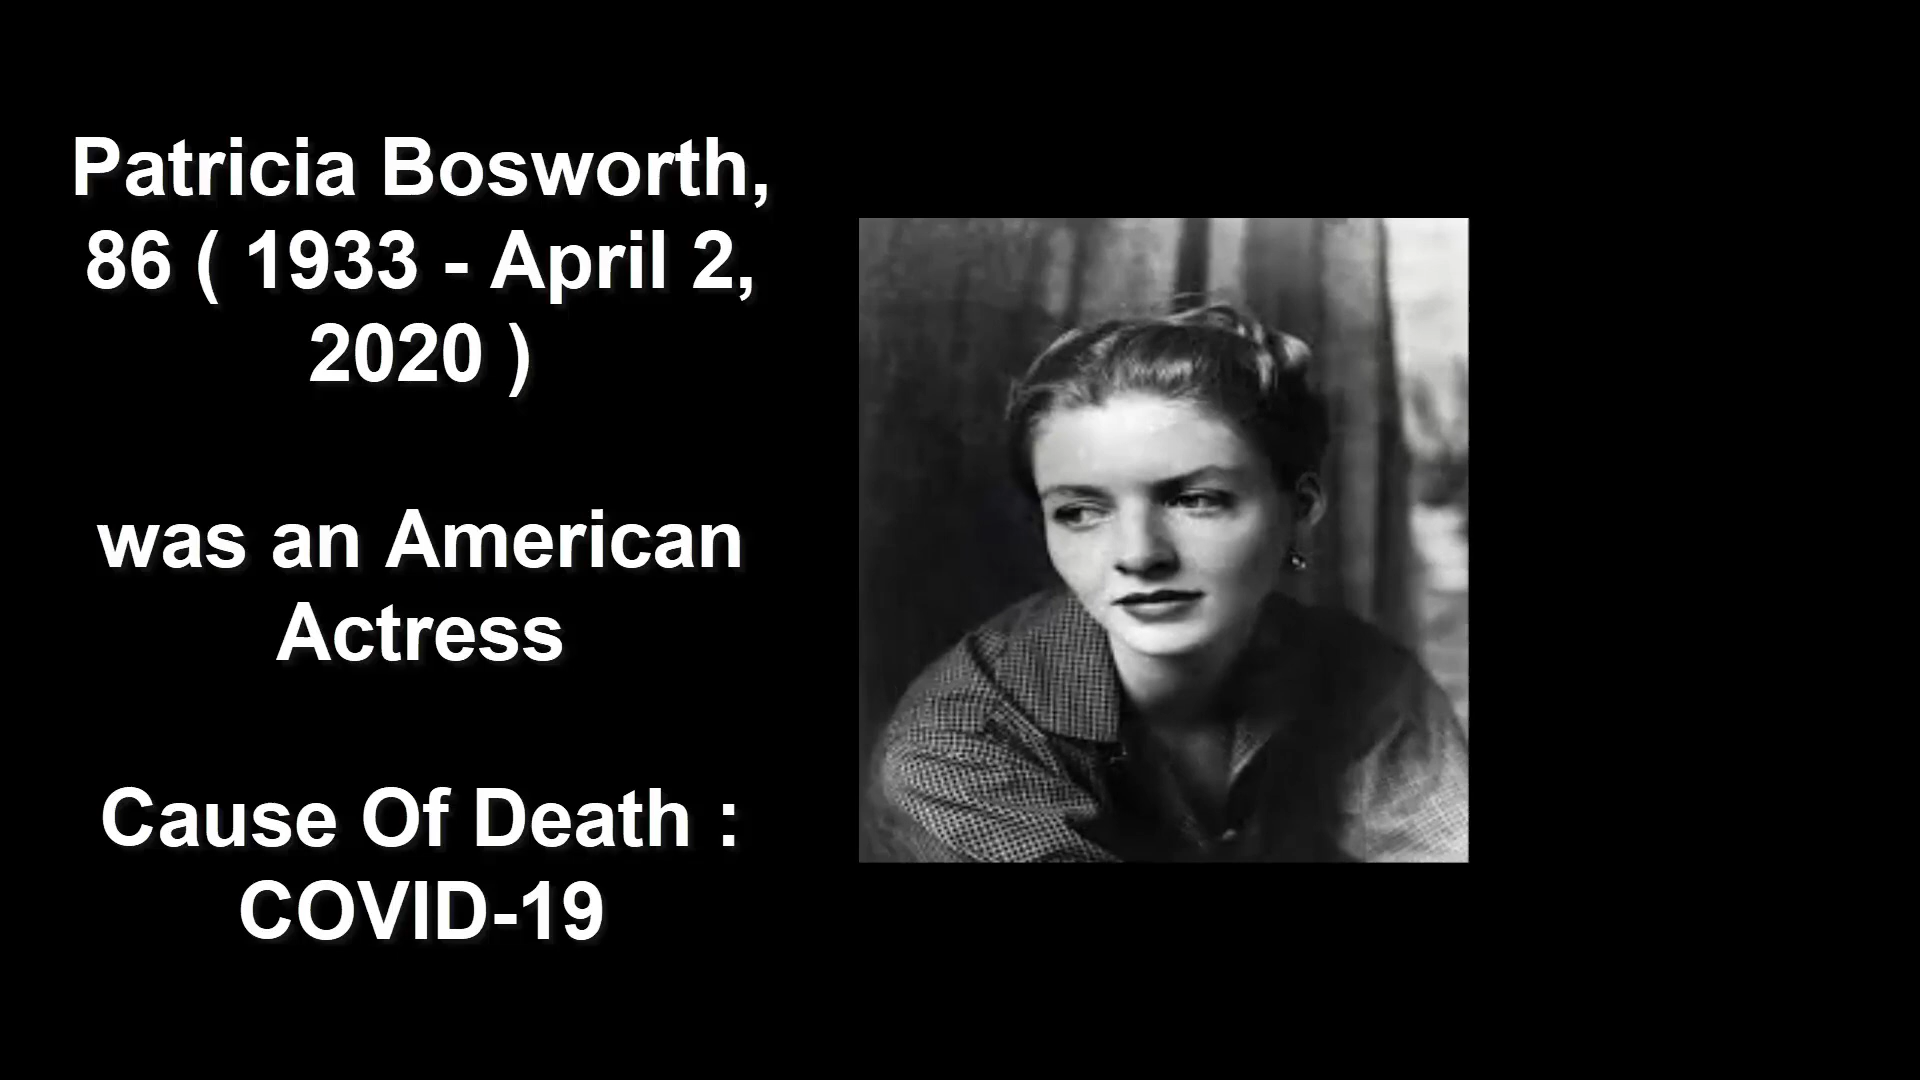 Patricia Bosworth,
86 ( 1933 - April 2,
2020 )
was an American
Actress
Cause Of Death :
COVID-19